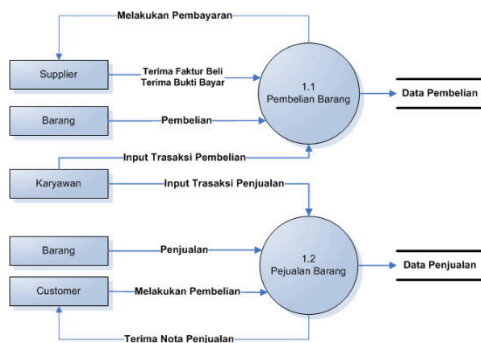 Melakukan Pembayaran
Supplier
Terima Faktur Beli
Terima Bukti Bayar
1.1
Pembelian Barang
Data Pembelian
Barang
Pembelian
Input Trasaksi Pembelian
Karyawan
Input Trasaksi Penjualan
Barang
Penjualan
1.2
Pejualan Barang
Data Penjualan
Customer
Melakukan Pembelian
Terima Nota Penjualan